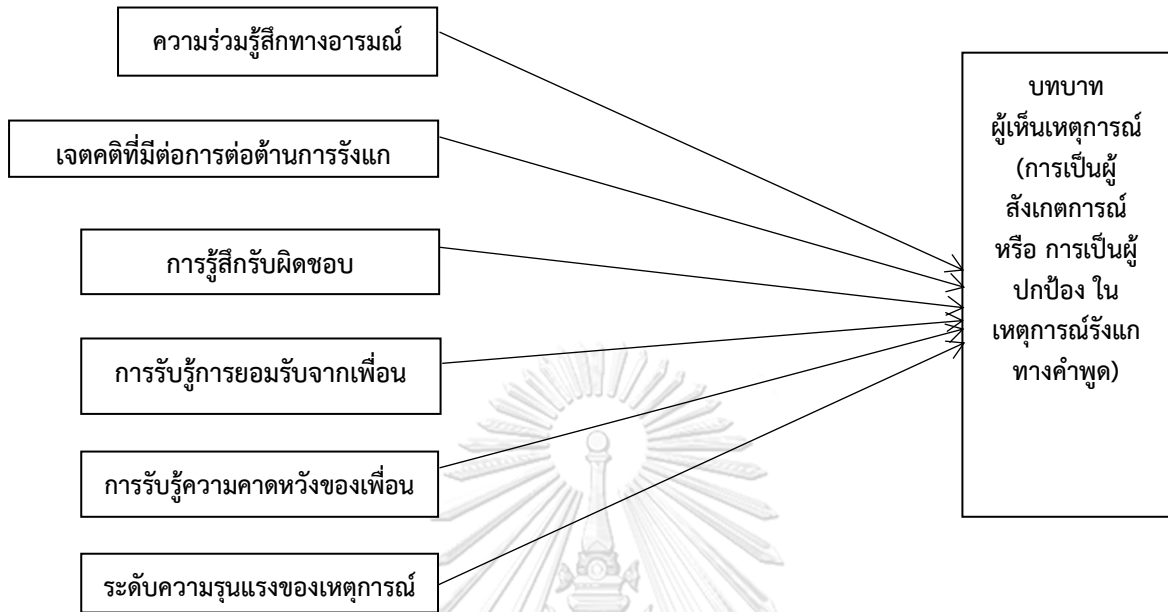 ความร่วมรู้สึกทางอารมณ์
เจตคติที่มีต่อการต่อต้านการรังแก
การรู้สึกรับผิดชอบ
การรับรู้การยอมรับจากเพื่อน
การรับรู้ความคาดหวังของเพื่อน
ระดับความรุนแรงของเหตุการณ์
บทบาท
ผู้เห็นเหตุการณ์
(การเป็นผู้
สังเกตการณ์
หรือ การเป็นผู้
ปกป้อง ใน
เหตุการณ์รังแก
ทางคำพูด)